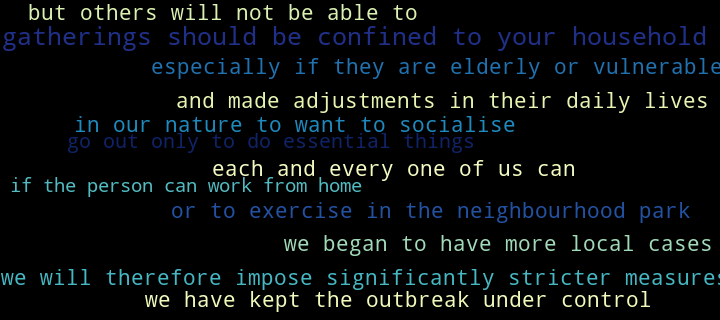 but others will not be able to
gatherings should be confined to your household
especially if they are elderly or vulnerable
and made adjustments in their daily lives
in our nature to want to socialise
go out only to do essential things
each and every one of us can
if the person can work from home
or to exercise in the neighbourhood park
we began to have more local cases
we will therefore impose significantly stricter measures
we have kept the outbreak under control